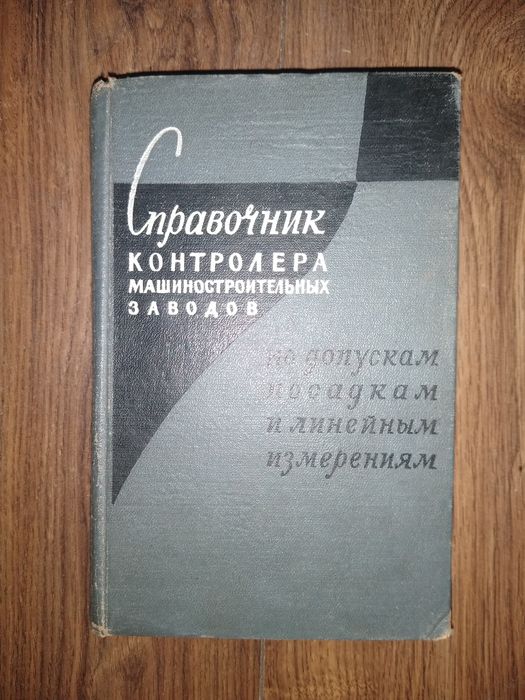 Справочник
КОНТРОЛЕРА
МАШИНОСТРОИТЕЛЬНЫХ
ЗАВОДОВ
по допускам
посадкам
и линейным
измерениям